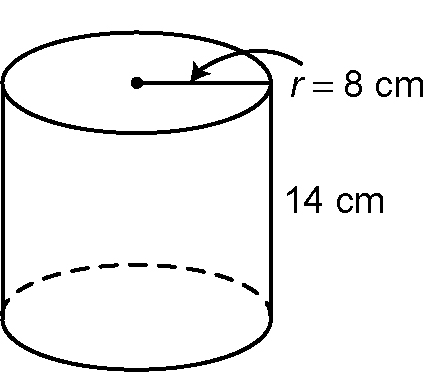 r = 8 cm
14 cm